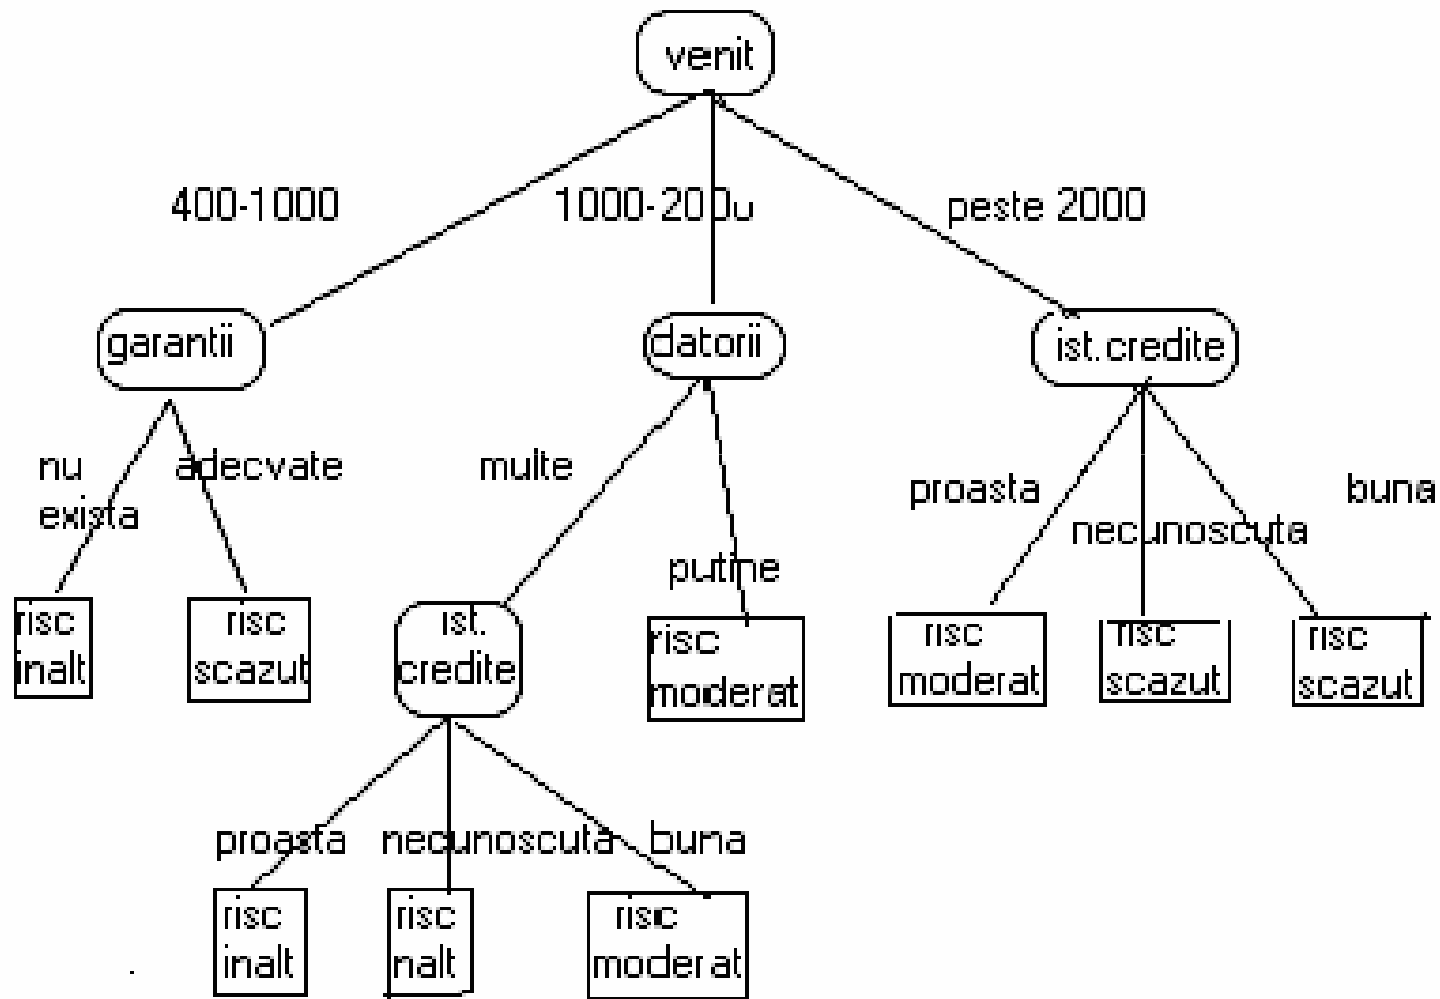 venit
400-1000
1000-200u
peste 2000
garantii
datorii
ist.credite
nu
exista
adecvate
multe
putine
proasta
necunoscuta
buna
risc
inalt
risc
scazut
ist.
credite
risc
moderat
risc
moderat
risc
scazut
risc
scazut
proasta
necunoscuta
buna
risc
inalt
risc
nalt
risc
moderat